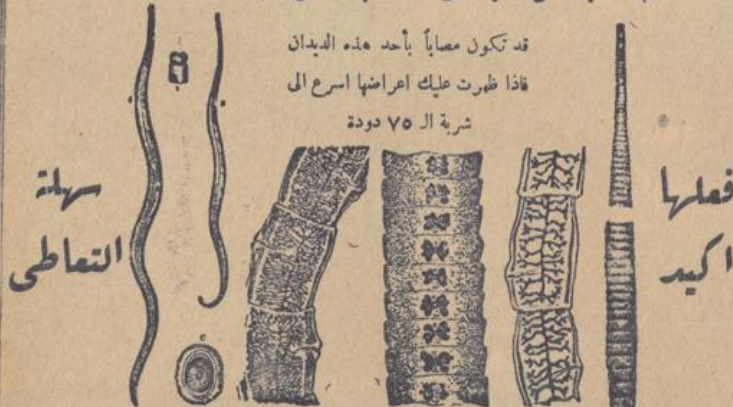 قد تكون مصاباً بأحد هذه الديدان
فاذا ظهرت عليك اعراضها اسرع الى
شربة الـ ٧٥ دودة
فعلها
اكيد
سهلة
التعاطى